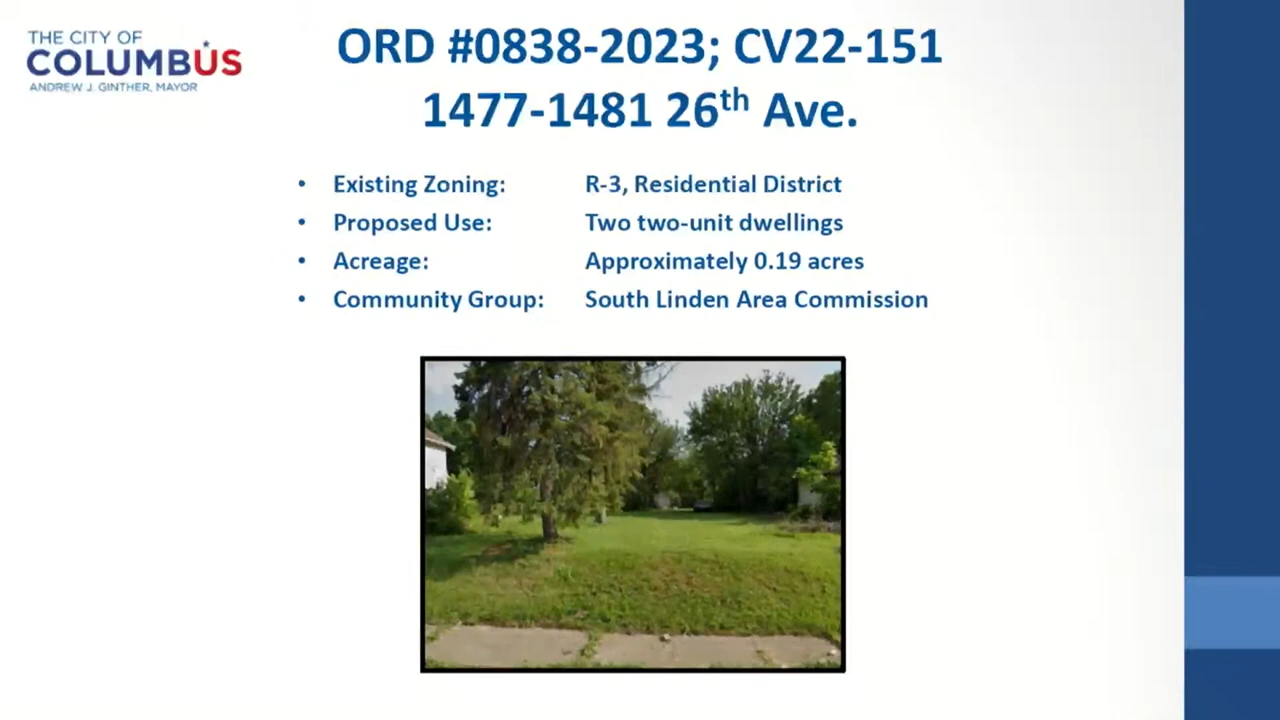 THE CITY OF
COLUMBUS
ANDREW J. GINTHER, MAYOR
ORD #0838-2023; CV22-151
1477-1481 26th Ave.
• Existing Zoning: R-3, Residential District
• Proposed Use: Two two-unit dwellings
• Acreage: Approximately 0.19 acres
• Community Group: South Linden Area Commission